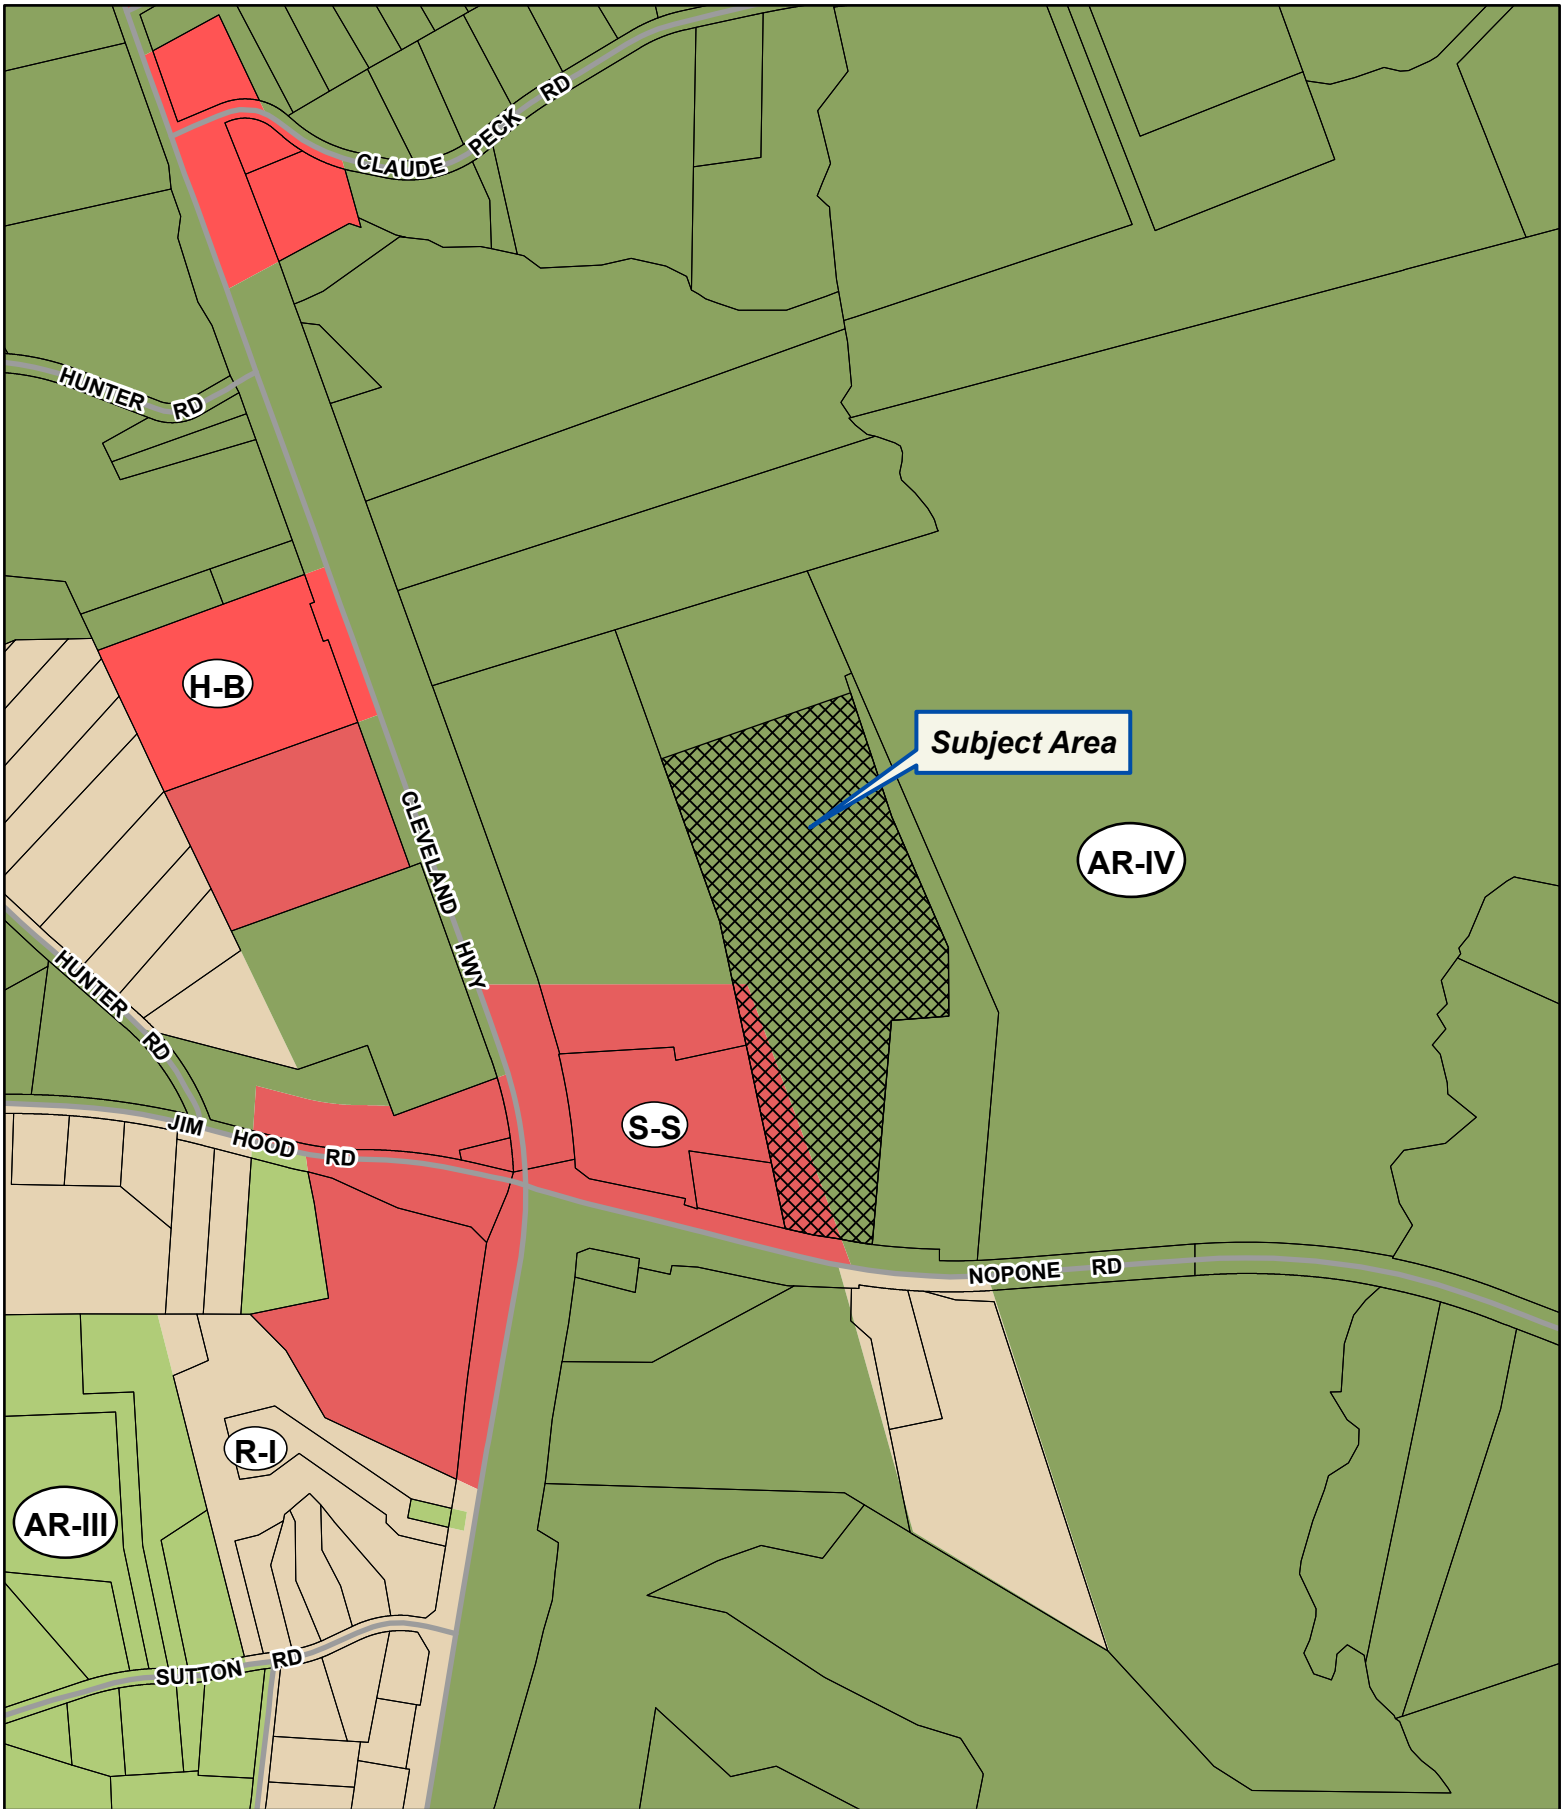 CLAUDE PECK RD
HUNTER RD
H-B
Subject Area
CLEVELAND HWY
AR-IV
HUNTER RD
JIM HOOD RD
S-S
NOPONE RD
R-I
AR-III
SUTTON RD